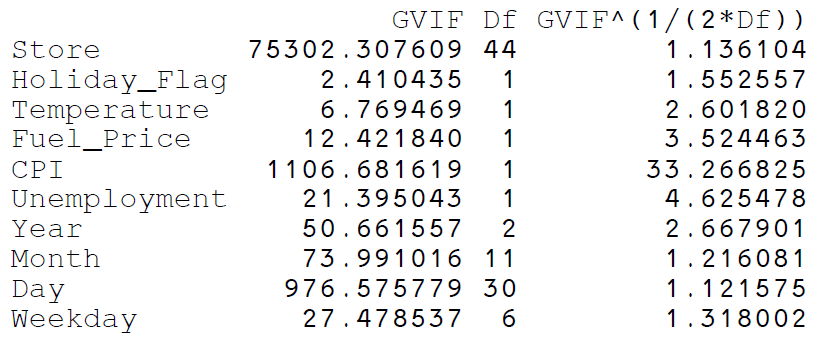 GVIF Df GVIF^(1/(2*Df))
Store 75302.307609 44 1.136104
Holiday_Flag 2.410435 1 1.552557
Temperature 6.769469 1 2.601820
Fuel_Price 12.421840 1 3.524463
CPI 1106.681619 1 33.266825
Unemployment 21.395043 1 4.625478
Year 50.661557 2 2.667901
Month 73.991016 11 1.216081
Day 976.575779 30 1.121575
Weekday 27.478537 6 1.318002